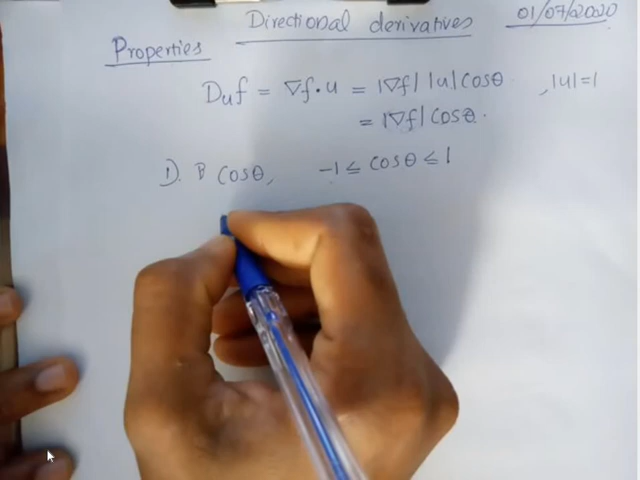 Directional derivatives 01/07/2020
Properties
Duf = ∇f·u = |∇f| |u| cosθ , |u|=1
= |∇f| cosθ.
1). B cosθ, -1 ≤ cosθ ≤ 1